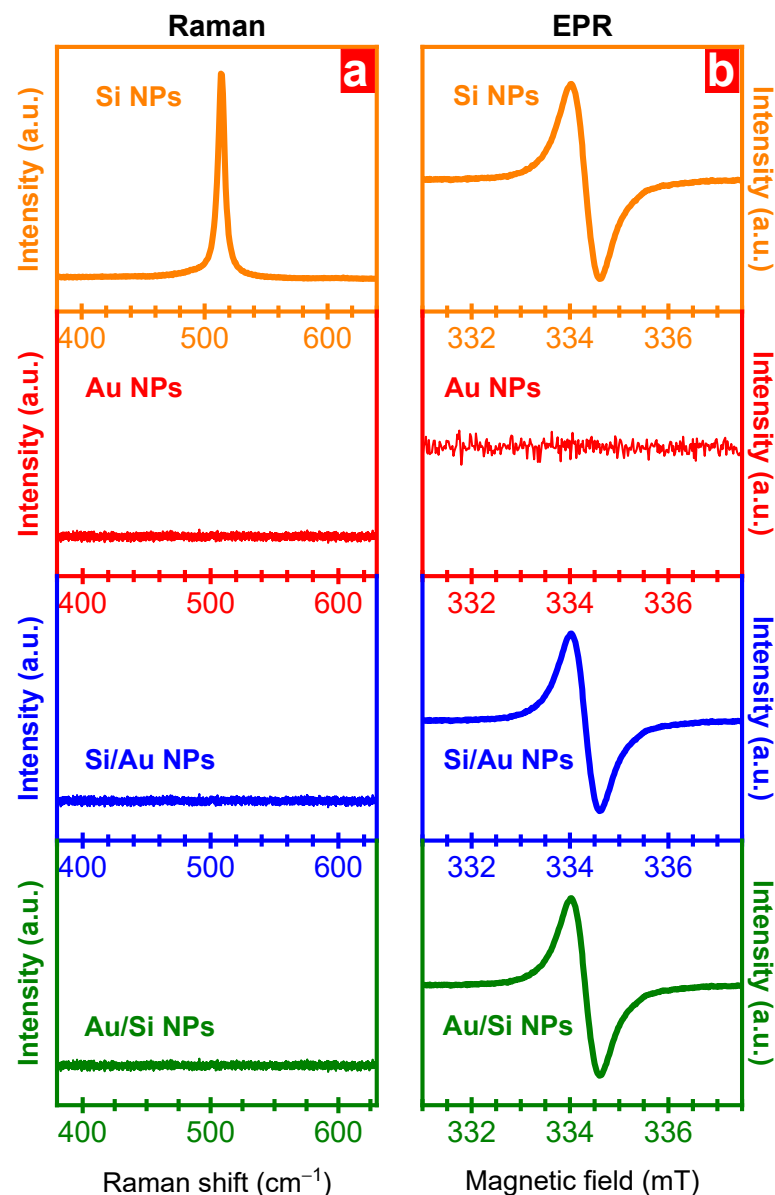 Raman
EPR
a
Si NPs
Intensity (a.u.)
400 500 600
b
Si NPs
Intensity (a.u.)
332 334 336
Au NPs
Intensity (a.u.)
400 500 600
Au NPs
Intensity (a.u.)
332 334 336
Si/Au NPs
Intensity (a.u.)
400 500 600
Si/Au NPs
Intensity (a.u.)
332 334 336
Au/Si NPs
Intensity (a.u.)
400 500 600
Au/Si NPs
Intensity (a.u.)
332 334 336
Raman shift (cm⁻¹)
Magnetic field (mT)